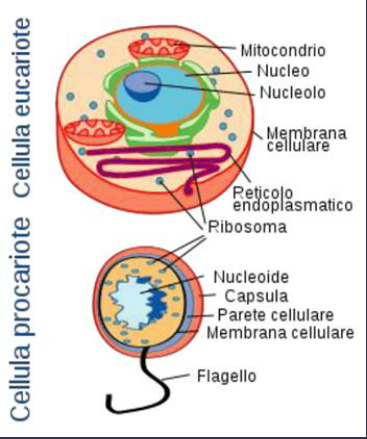 Cellula eucariote
Mitocondrio
Nucleo
Nucleolo
Membrana
cellulare
Reticolo
endoplasmatico
Ribosoma
Cellula procariote
Nucleoide
Capsula
Parete cellulare
Membrana cellulare
Flagello